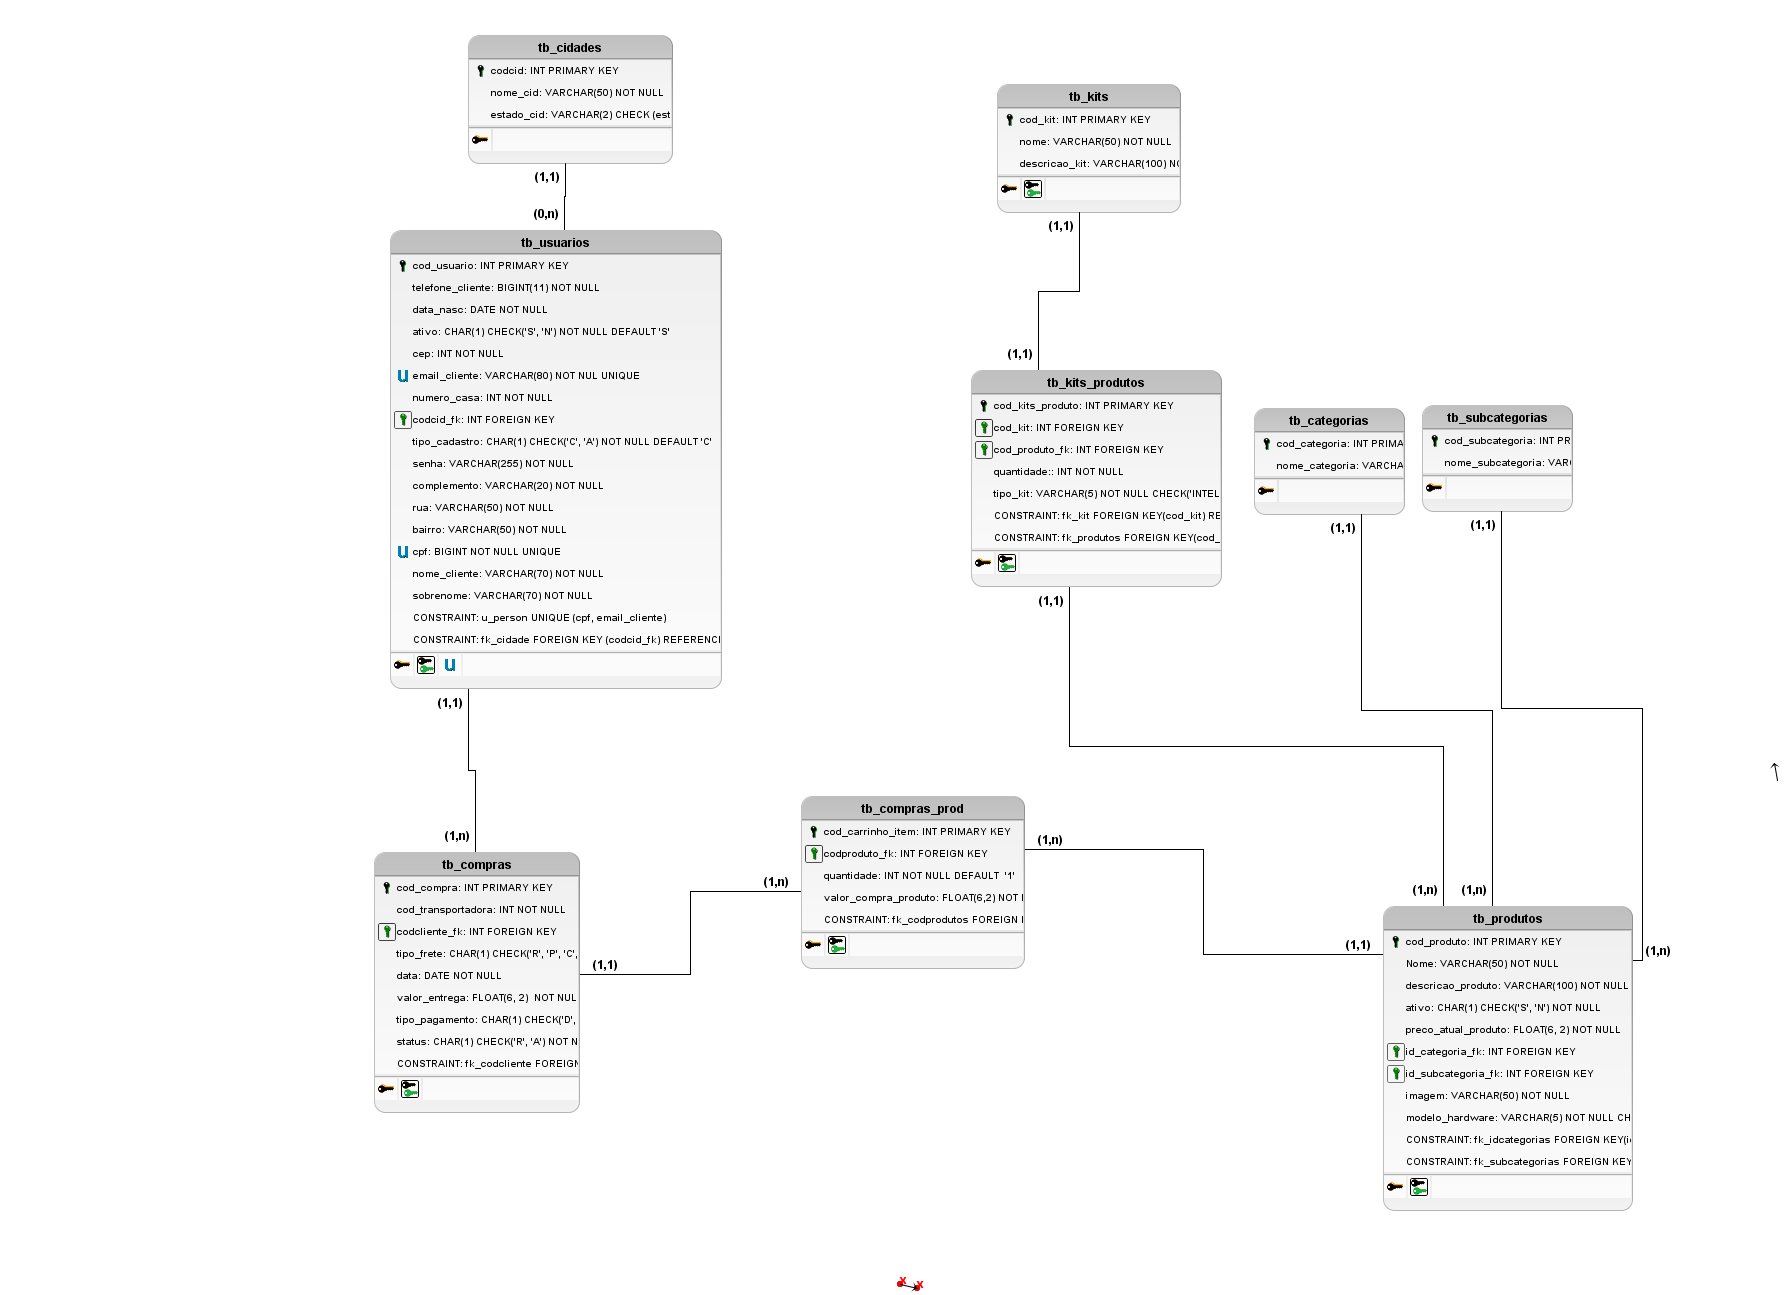 tb_cidades
codcid: INT PRIMARY KEY
nome_cid: VARCHAR(50) NOT NULL
estado_cid: VARCHAR(2) CHECK (est
(1,1)
(0,n)
tb_usuarios
cod_usuario: INT PRIMARY KEY
telefone_cliente: BIGINT(11) NOT NULL
data_nasc: DATE NOT NULL
ativo: CHAR(1) CHECK('S', 'N') NOT NULL DEFAULT 'S'
cep: INT NOT NULL
u email_cliente: VARCHAR(80) NOT NUL UNIQUE
numero_casa: INT NOT NULL
codcid_fk: INT FOREIGN KEY
tipo_cadastro: CHAR(1) CHECK('C', 'A') NOT NULL DEFAULT 'C'
senha: VARCHAR(255) NOT NULL
complemento: VARCHAR(20) NOT NULL
rua: VARCHAR(50) NOT NULL
bairro: VARCHAR(50) NOT NULL
u cpf: BIGINT NOT NULL UNIQUE
nome_cliente: VARCHAR(70) NOT NULL
sobrenome: VARCHAR(70) NOT NULL
CONSTRAINT: u_person UNIQUE (cpf, email_cliente)
CONSTRAINT: fk_cidade FOREIGN KEY (codcid_fk) REFERENCI
u
(1,1)
(1,n)
tb_compras
cod_compra: INT PRIMARY KEY
cod_transportadora: INT NOT NULL
codcliente_fk: INT FOREIGN KEY
tipo_frete: CHAR(1) CHECK('R', 'P', 'C',
data: DATE NOT NULL
valor_entrega: FLOAT(6, 2) NOT NUL
tipo_pagamento: CHAR(1) CHECK('D',
status: CHAR(1) CHECK('R', 'A') NOT N
CONSTRAINT: fk_codcliente FOREIGN
(1,1)
(1,n)
tb_compras_prod
cod_carrinho_item: INT PRIMARY KEY
codproduto_fk: INT FOREIGN KEY
quantidade: INT NOT NULL DEFAULT '1'
valor_compra_produto: FLOAT(6,2) NOT I
CONSTRAINT: fk_codprodutos FOREIGN I
(1,n)
(1,1)
tb_kits
cod_kit: INT PRIMARY KEY
nome: VARCHAR(50) NOT NULL
descricao_kit: VARCHAR(100) NO
(1,1)
(1,1)
tb_kits_produtos
cod_kits_produto: INT PRIMARY KEY
cod_kit: INT FOREIGN KEY
cod_produto_fk: INT FOREIGN KEY
quantidade:: INT NOT NULL
tipo_kit: VARCHAR(5) NOT NULL CHECK('INTEL
CONSTRAINT: fk_kit FOREIGN KEY(cod_kit) RE
CONSTRAINT: fk_produtos FOREIGN KEY(cod_
(1,1)
tb_categorias
cod_categoria: INT PRIMA
nome_categoria: VARCHA
(1,1)
tb_subcategorias
cod_subcategoria: INT PR
nome_subcategoria: VAR
(1,1)
(1,n)
(1,n)
(1,n)
tb_produtos
cod_produto: INT PRIMARY KEY
Nome: VARCHAR(50) NOT NULL
descricao_produto: VARCHAR(100) NOT NULL
ativo: CHAR(1) CHECK('S', 'N') NOT NULL
preco_atual_produto: FLOAT(6, 2) NOT NULL
id_categoria_fk: INT FOREIGN KEY
id_subcategoria_fk: INT FOREIGN KEY
imagem: VARCHAR(50) NOT NULL
modelo_hardware: VARCHAR(5) NOT NULL CH
CONSTRAINT: fk_idcategorias FOREIGN KEY(i
CONSTRAINT: fk_subcategorias FOREIGN KEY
x x